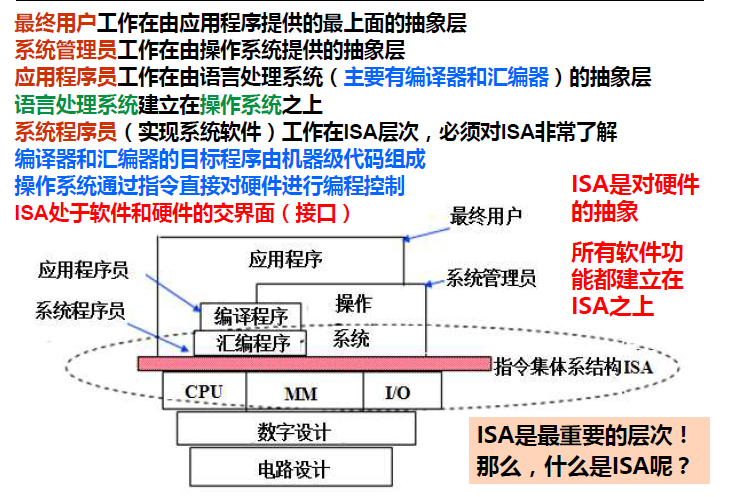 最终用户工作在由应用程序提供的最上面的抽象层
系统管理员工作在由操作系统提供的抽象层
应用程序员工作在由语言处理系统（主要有编译器和汇编器）的抽象层
语言处理系统建立在操作系统之上
系统程序员（实现系统软件）工作在ISA层次，必须对ISA非常了解
编译器和汇编器的目标程序由机器级代码组成
操作系统通过指令直接对硬件进行编程控制
ISA处于软件和硬件的交界面（接口）
ISA是对硬件
的抽象
所有软件功
能都建立在
ISA之上
最终用户
应用程序
应用程序员
系统管理员
系统程序员
编译程序
操作
汇编程序
系统
指令集体系结构ISA
CPU
MM
I/O
数字设计
电路设计
ISA是最重要的层次！
那么，什么是ISA呢？